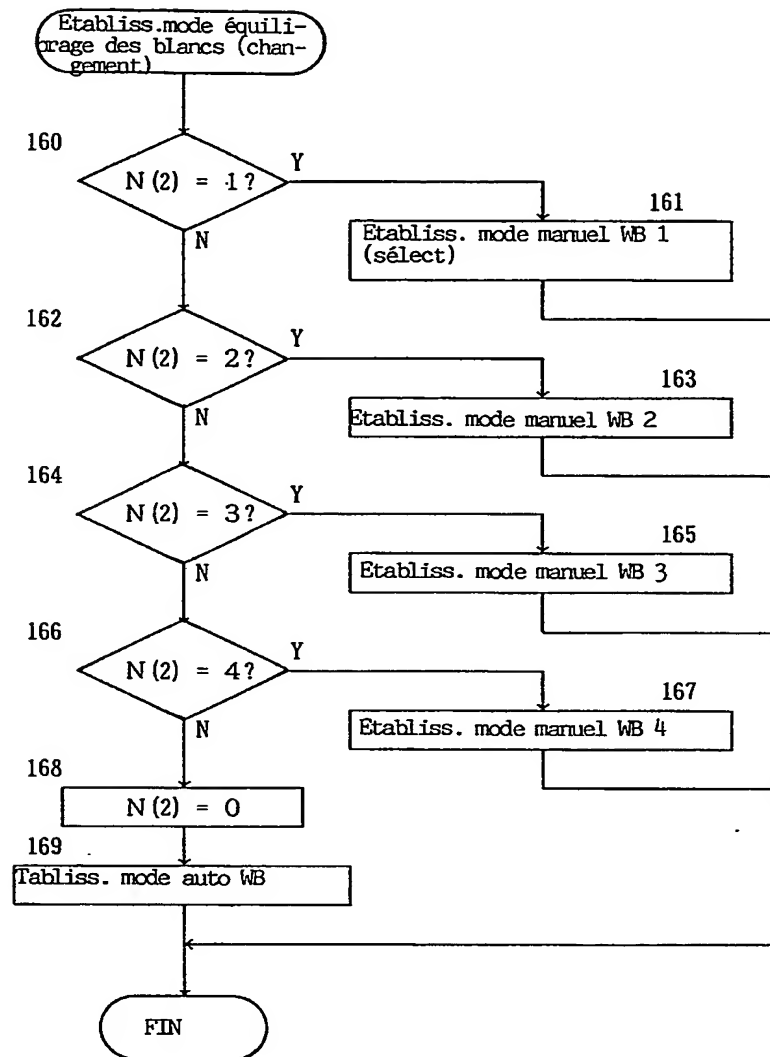 Etabliss.mode équili-
brage des blancs (chan-
gement)
160
N(2) = 1?
Y
N
161
Etabliss. mode manuel WB 1
(sélect)
162
N(2) = 2?
Y
N
163
Etabliss. mode manuel WB 2
164
N(2) = 3?
Y
N
165
Etabliss. mode manuel WB 3
166
N(2) = 4?
Y
N
167
Etabliss. mode manuel WB 4
168
N(2) = 0
169
Tabliss. mode auto WB
FIN